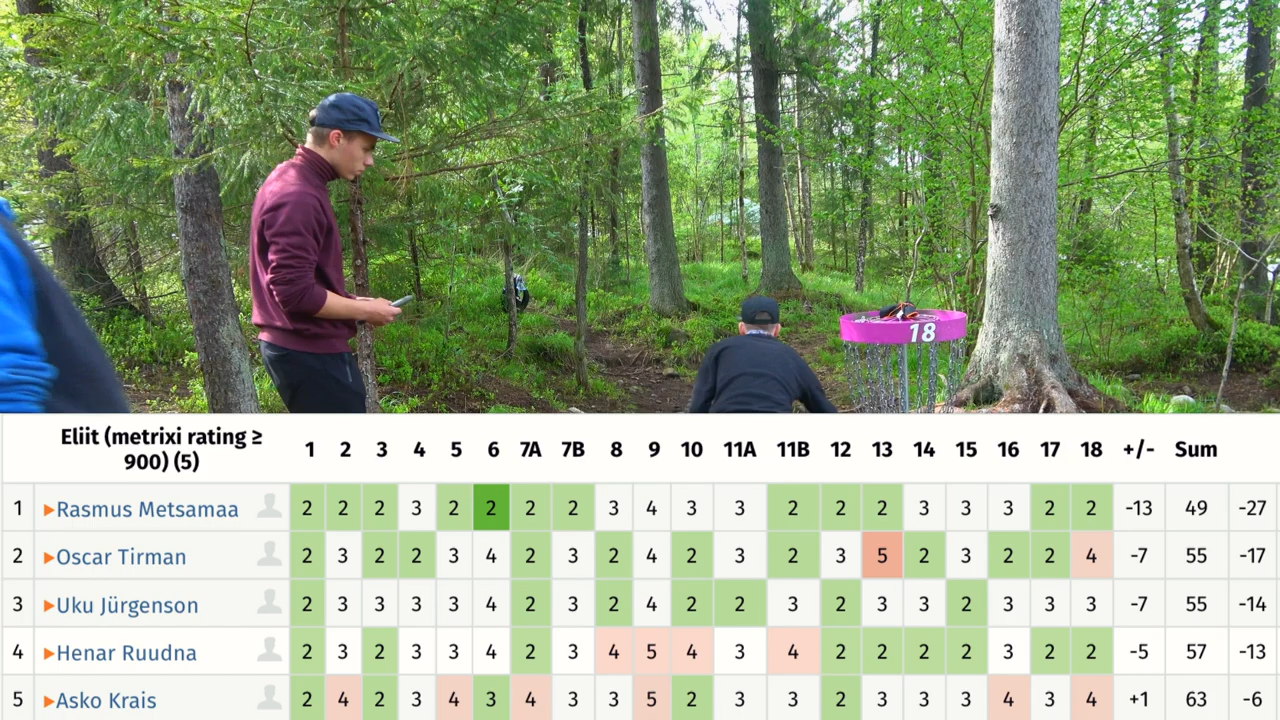 18
Eliit (metrixi rating ≥
900) (5) 1 2 3 4 5 6 7A 7B 8 9 10 11A 11B 12 13 14 15 16 17 18 +/- Sum
1 Rasmus Metsamaa 2 2 2 3 2 2 2 2 3 4 3 3 2 2 2 3 3 3 2 2 -13 49 -27
2 Oscar Tirman 2 3 2 2 3 4 2 3 2 4 2 3 2 3 5 2 3 2 2 4 -7 55 -17
3 Uku Jürgenson 2 3 3 3 3 4 2 3 2 4 2 2 3 2 3 3 2 3 3 3 -7 55 -14
4 Henar Ruudna 2 3 2 3 3 4 2 3 4 5 4 3 4 2 2 2 2 3 2 2 -5 57 -13
5 Asko Krais 2 4 2 3 4 3 4 3 3 5 2 3 3 2 3 3 3 4 3 4 +1 63 -6